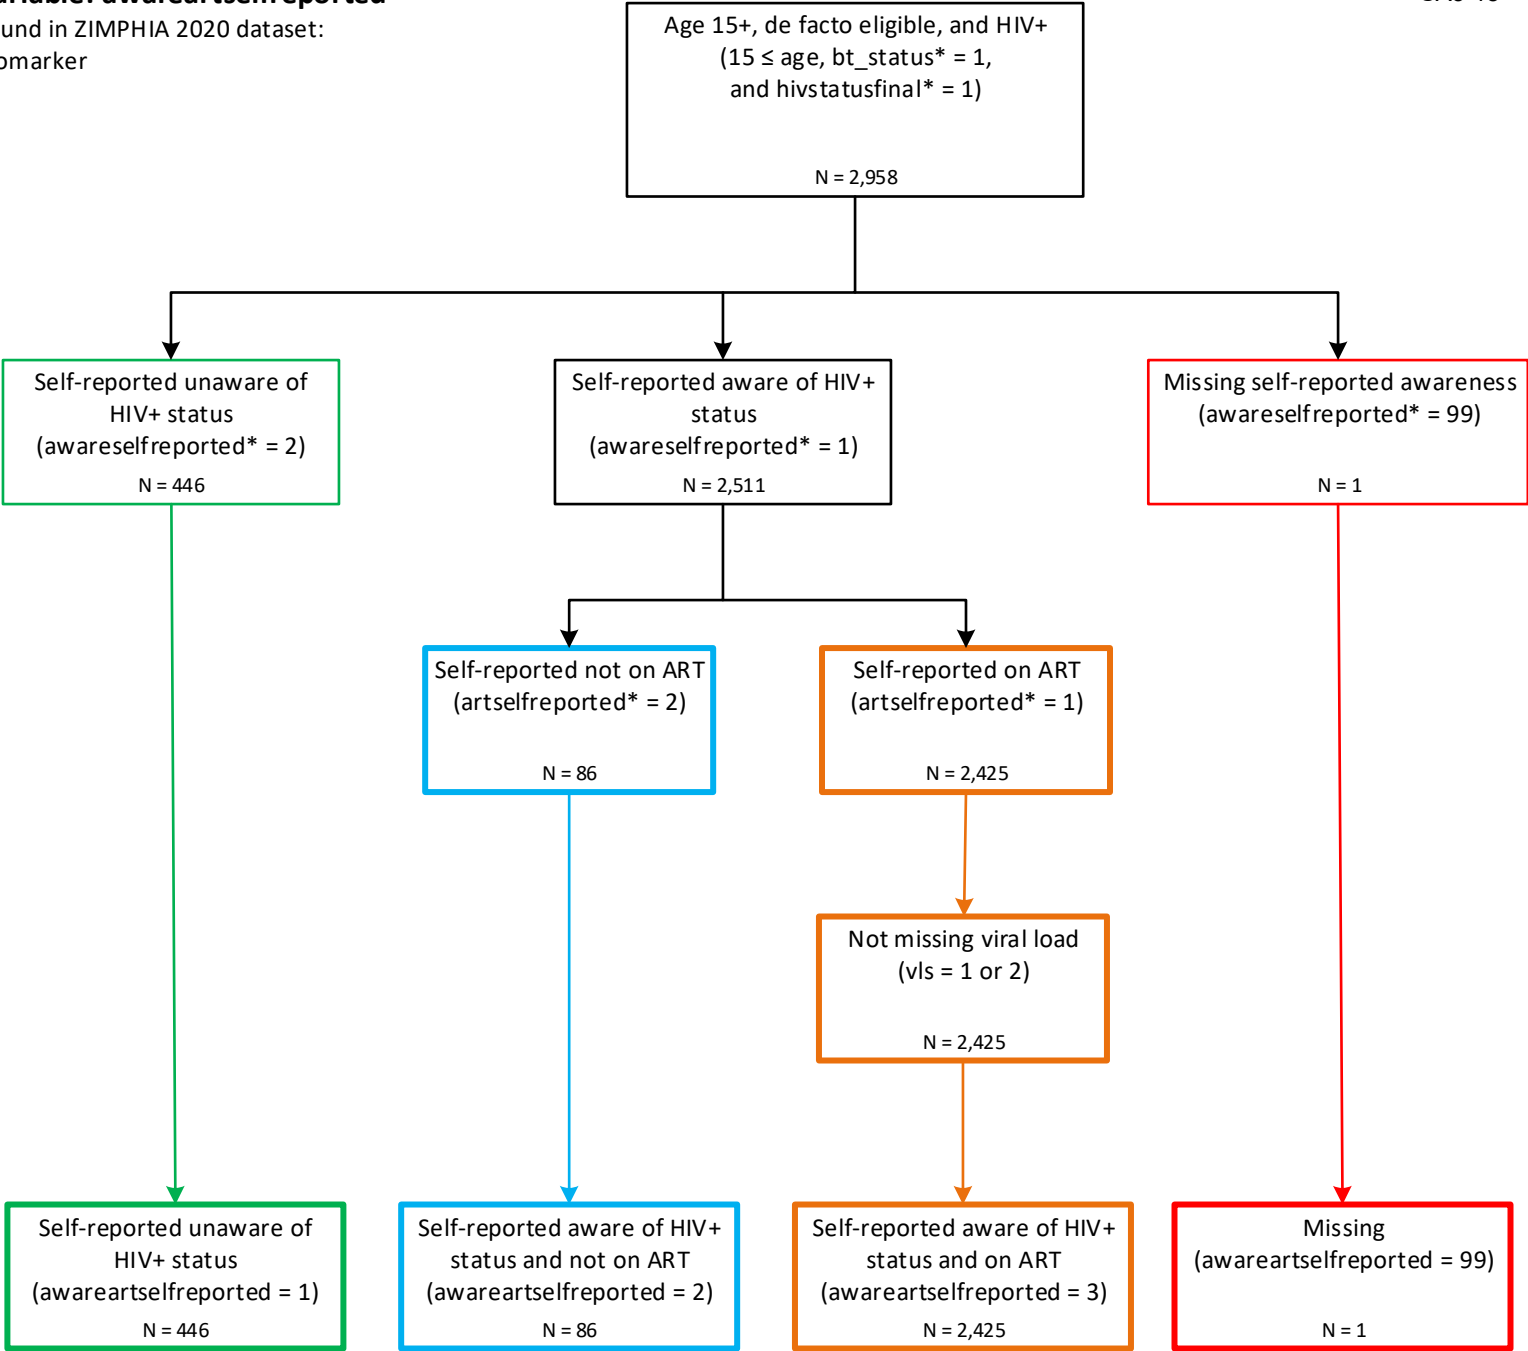 awareartselfreported
und in ZIMPHIA 2020 dataset:
omarker
Age 15+, de facto eligible, and HIV+
(15 ≤ age, bt_status* = 1,
and hivstatusfinal* = 1)
N = 2,958
Self-reported unaware of
HIV+ status
(awareselfreported* = 2)
N = 446
Self-reported aware of HIV+
status
(awareselfreported* = 1)
N = 2,511
Missing self-reported awareness
(awareselfreported* = 99)
N = 1
Self-reported not on ART
(artselfreported* = 2)
N = 86
Self-reported on ART
(artselfreported* = 1)
N = 2,425
Not missing viral load
(vls = 1 or 2)
N = 2,425
Self-reported unaware of
HIV+ status
(awareartselfreported = 1)
N = 446
Self-reported aware of HIV+
status and not on ART
(awareartselfreported = 2)
N = 86
Self-reported aware of HIV+
status and on ART
(awareartselfreported = 3)
N = 2,425
Missing
(awareartselfreported = 99)
N = 1